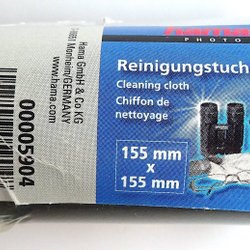 hama
PHOTO
Reinigungstuch
Cleaning cloth
Chiffon de
nettoyage
155 mm
x
155 mm
Hama GmbH & Co KG
Monheim/GERMANY
www.hama.com
00005904